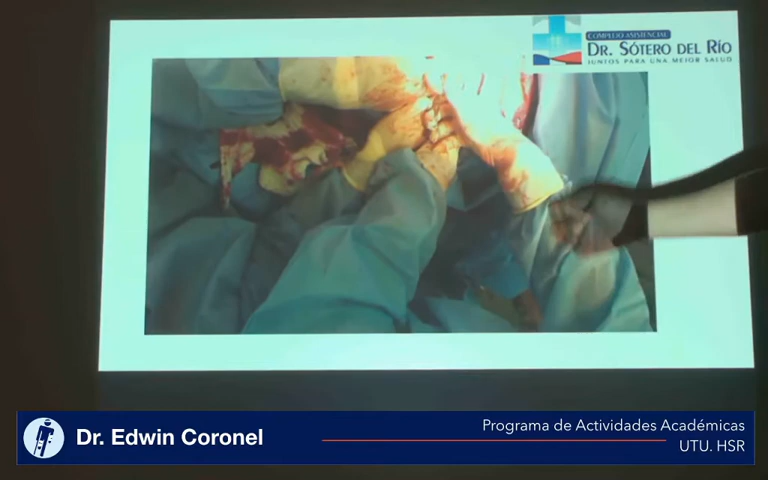 COMPLEJO ASISTENCIAL
DR. SÓTERO DEL RÍO
JUNTOS PARA UNA MEJOR SALUD
Dr. Edwin Coronel
Programa de Actividades Académicas
UTU. HSR